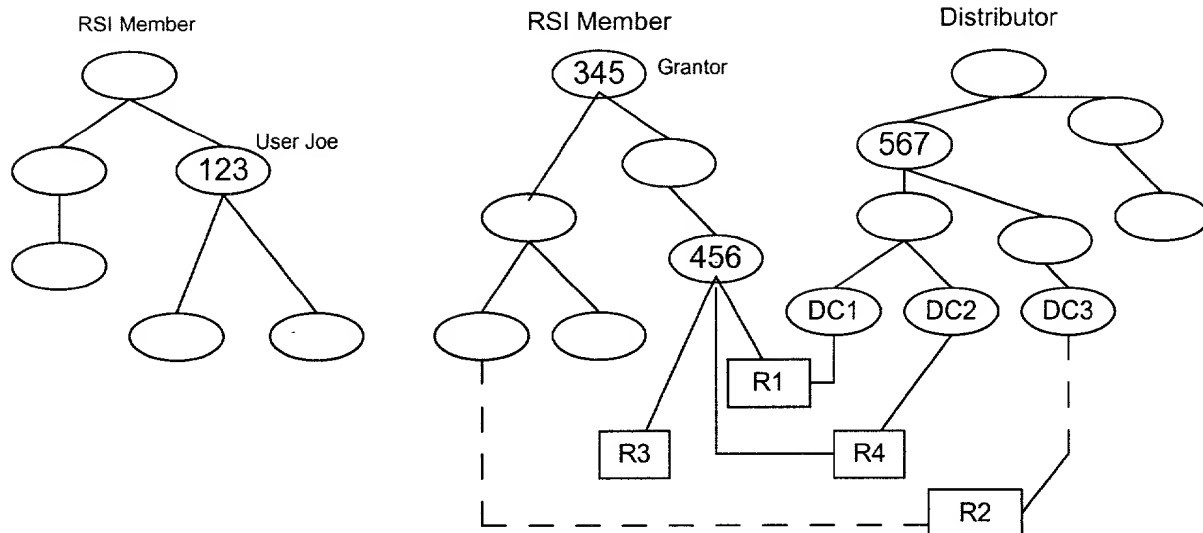 RSI Member
RSI Member
Distributor
345
Grantor
User Joe
123
567
456
DC1
DC2
DC3
R1
R3
R4
R2